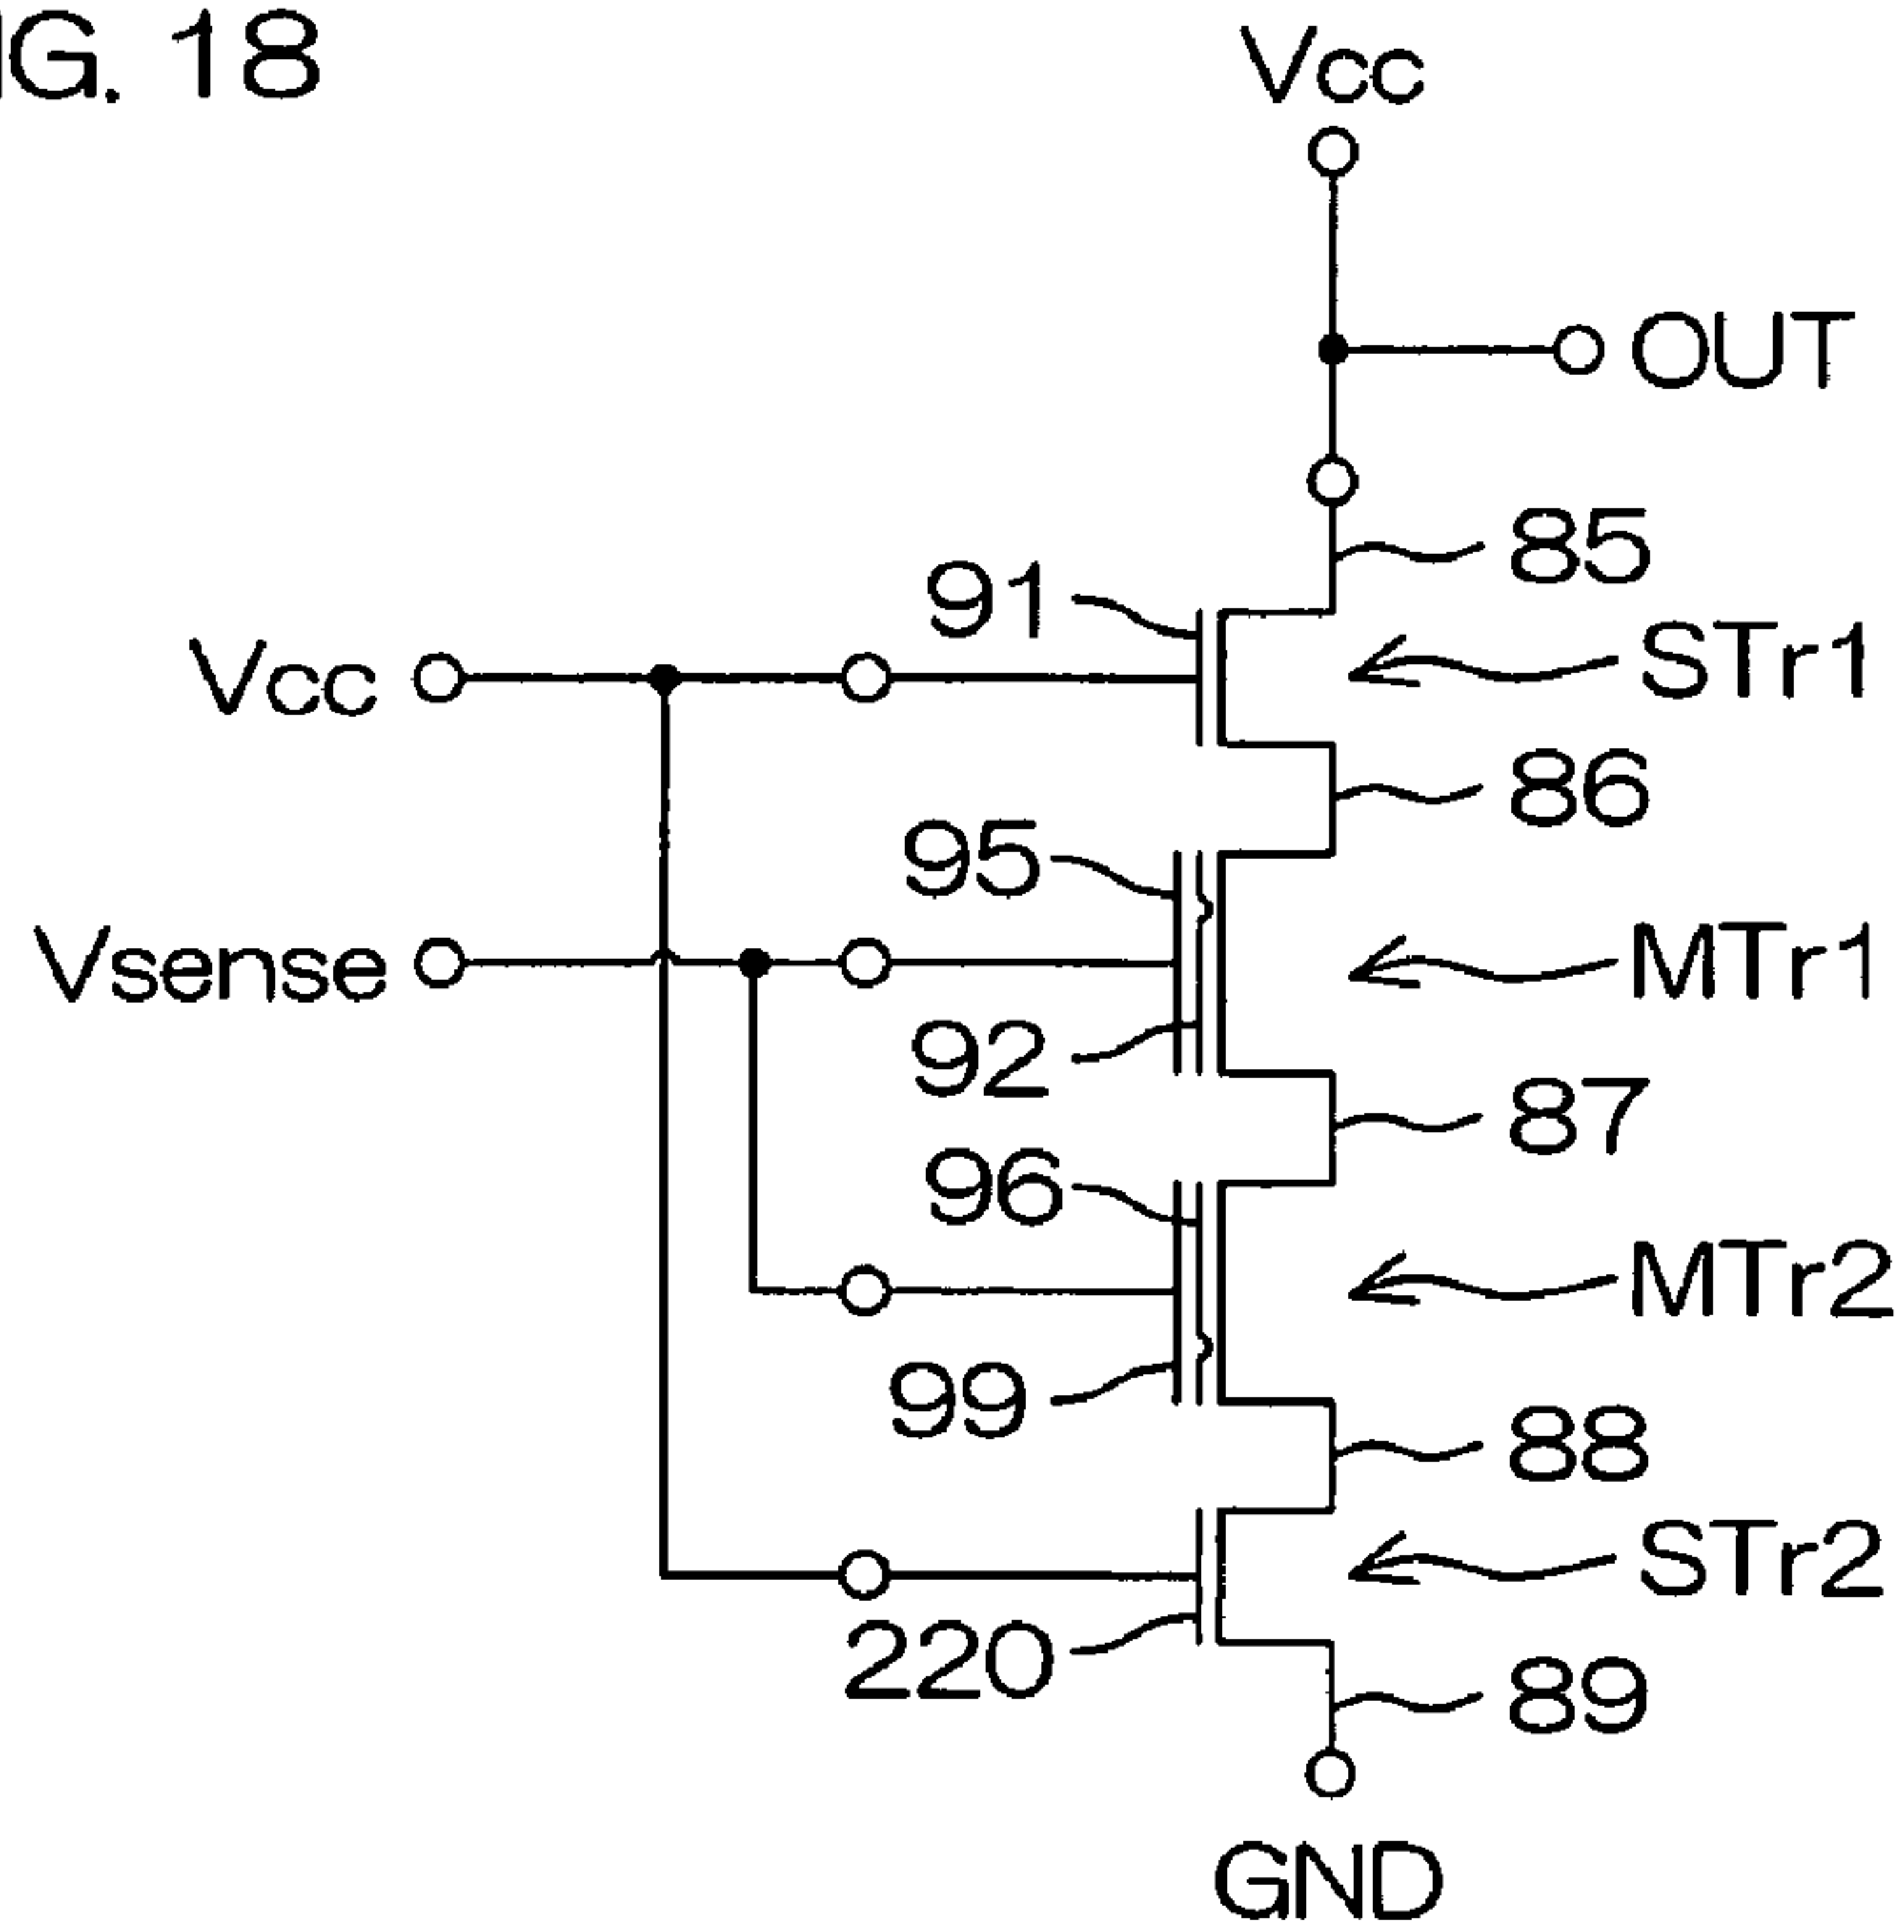 IG. 18
Vcc
OUT
85
91
STr1
Vcc
86
95
MTr1
Vsense
92
87
96
MTr2
99
88
STr2
220
89
GND